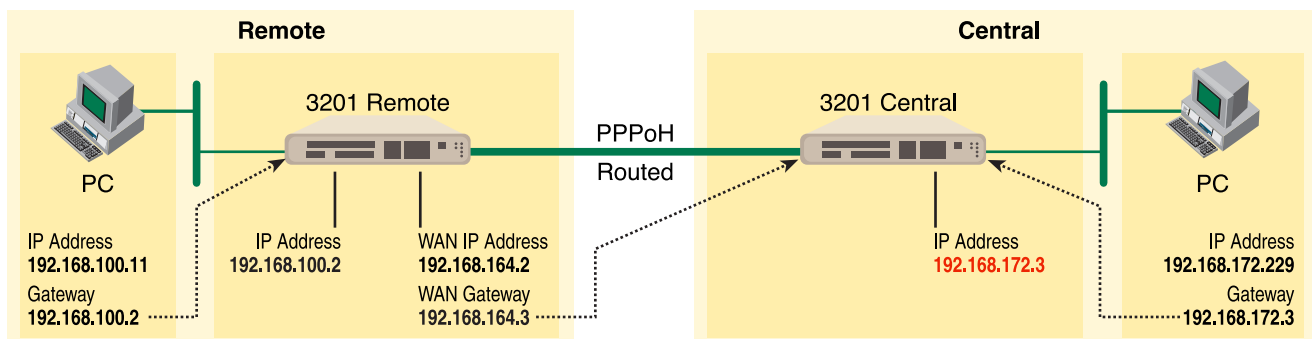 Remote
Central
3201 Remote
3201 Central
PPPoH
Routed
PC
PC
IP Address
192.168.100.11
Gateway
192.168.100.2
IP Address
192.168.100.2
WAN IP Address
192.168.164.2
WAN Gateway
192.168.164.3
IP Address
192.168.172.3
IP Address
192.168.172.229
Gateway
192.168.172.3